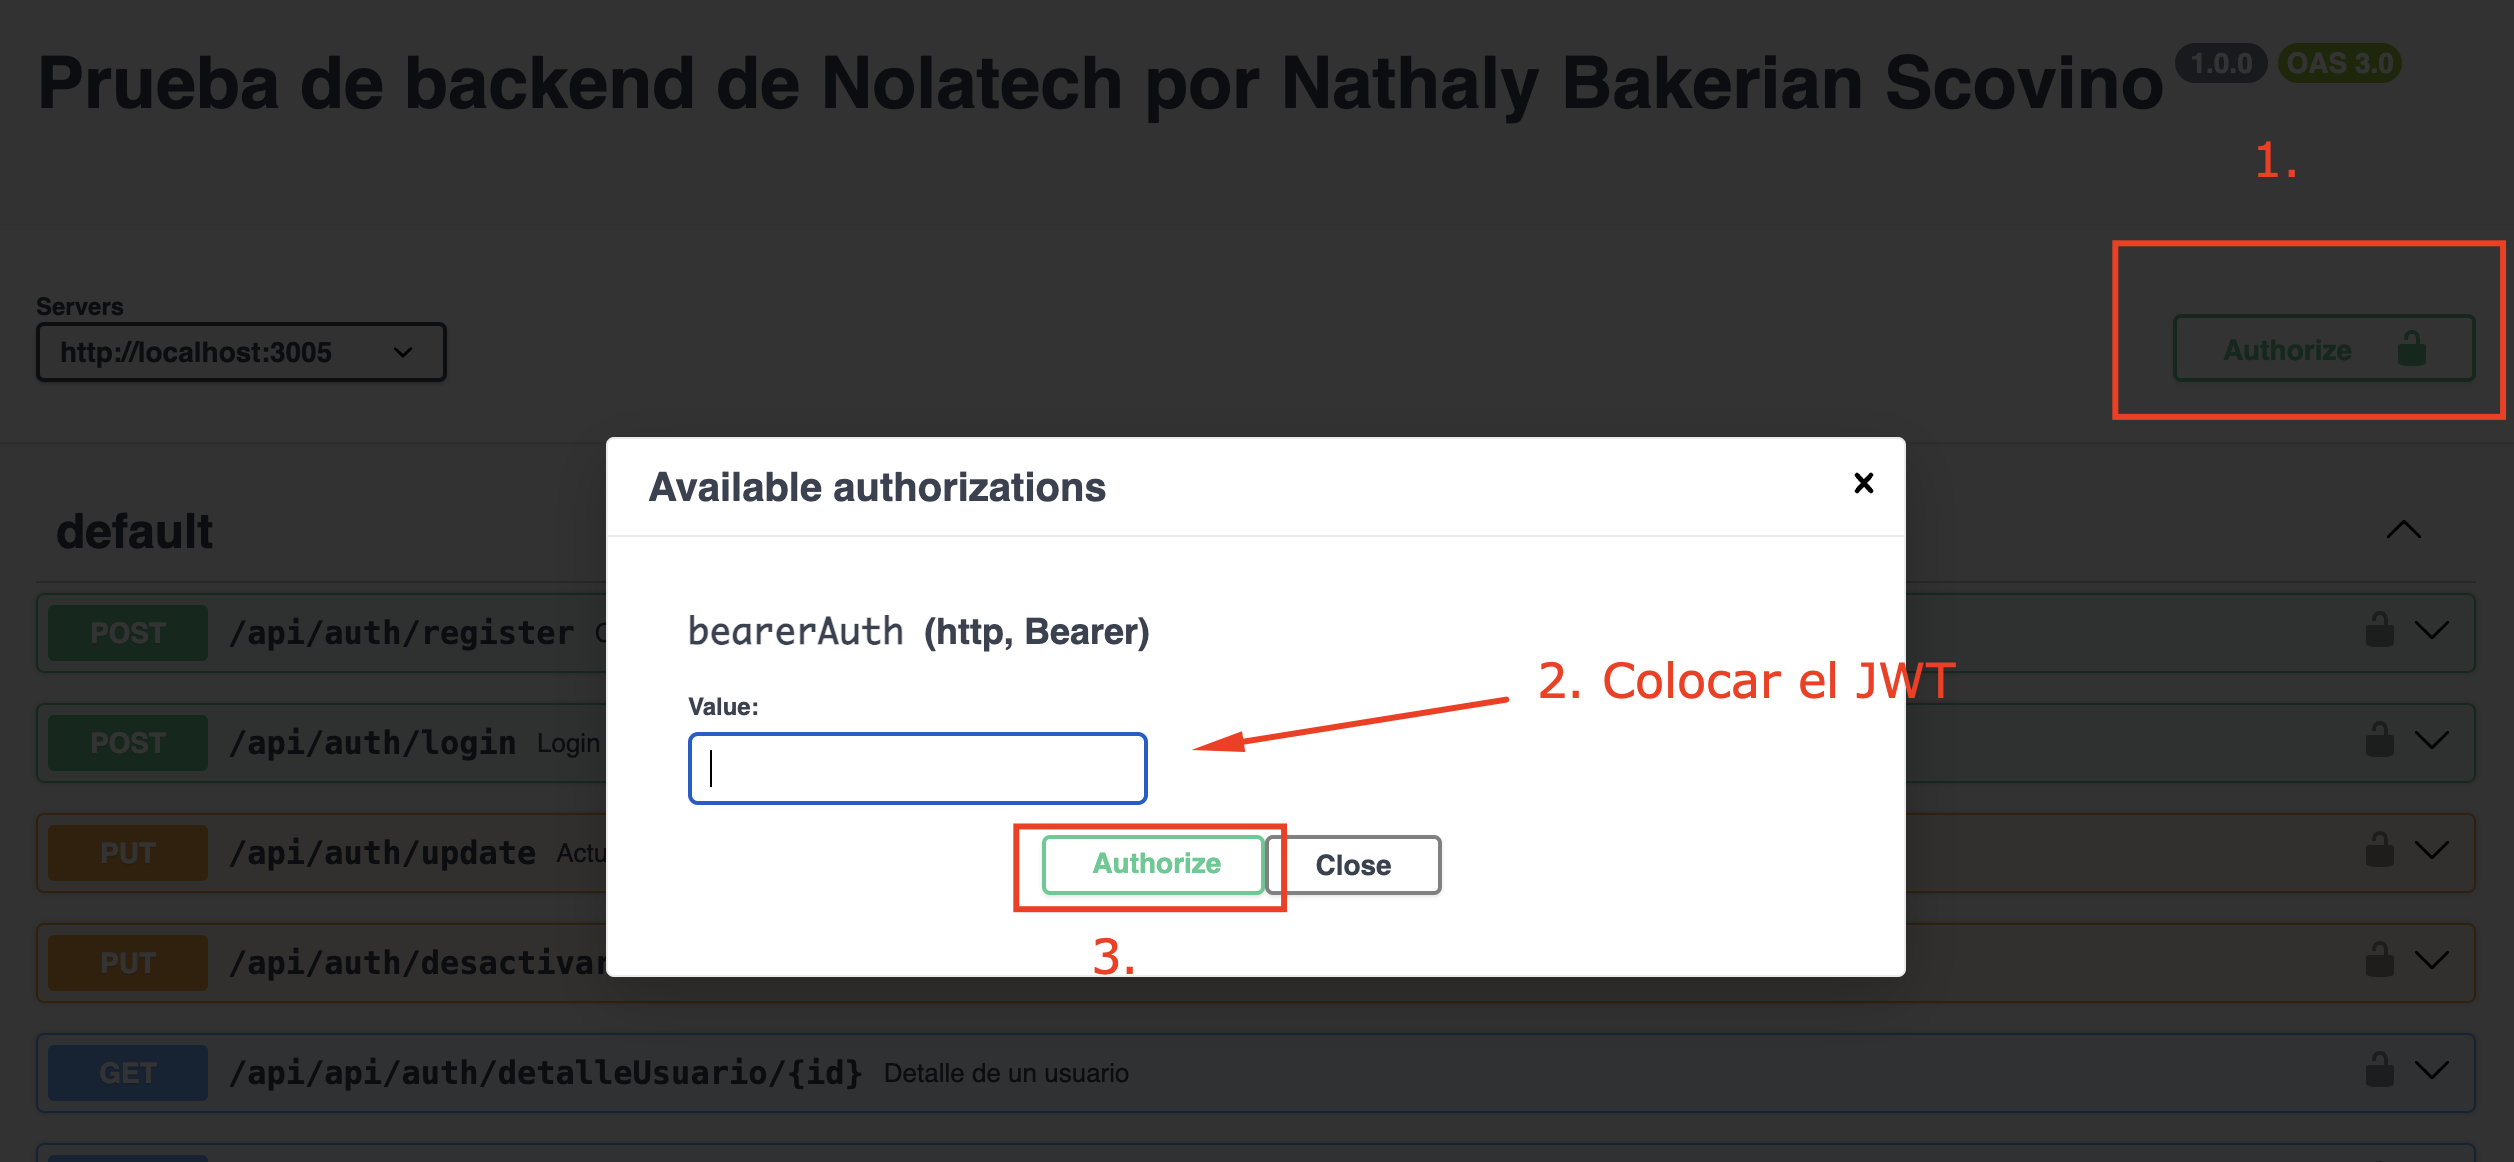 Prueba de backend de Nolatech por Nathaly Bakerian Scovino 1.0.0 OAS 3.0
1.
Servers
http://localhost:3005
Authorize
Available authorizations
default
bearerAuth (http, Bearer)
POST /api/auth/register
2. Colocar el JWT
Value:
POST /api/auth/login Login
PUT /api/auth/update Actu
Authorize Close
3.
PUT /api/auth/desactivar
GET /api/api/auth/detalleUsuario/{id} Detalle de un usuario